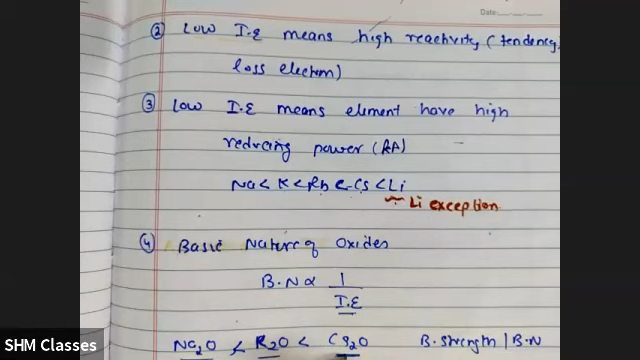 Date:
② Low I.E means high reactivity (tendency
loss electron)
③ Low I.E means element have high
reducing power (RA)
Na < K < Rb < Cs < Li
Li exception
④ Basic Nature of Oxides
B.N ∝ 1
I.E
Na2O < K2O < Cs2O B. Strength | B.N
SHM Classes